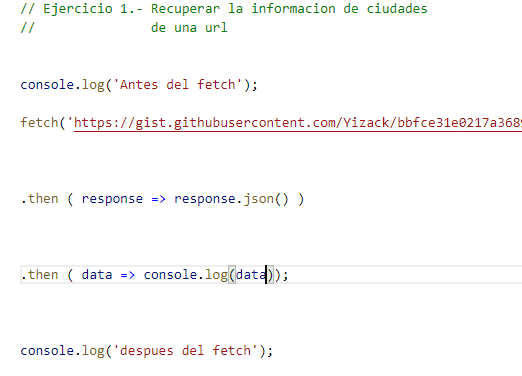 // Ejercicio 1.- Recuperar la informacion de ciudades
//               de una url
console.log('Antes del fetch');
fetch('https://gist.githubusercontent.com/Yizack/bbfce31e0217a3689
.then ( response => response.json() )
.then ( data => console.log(data));
console.log('despues del fetch');